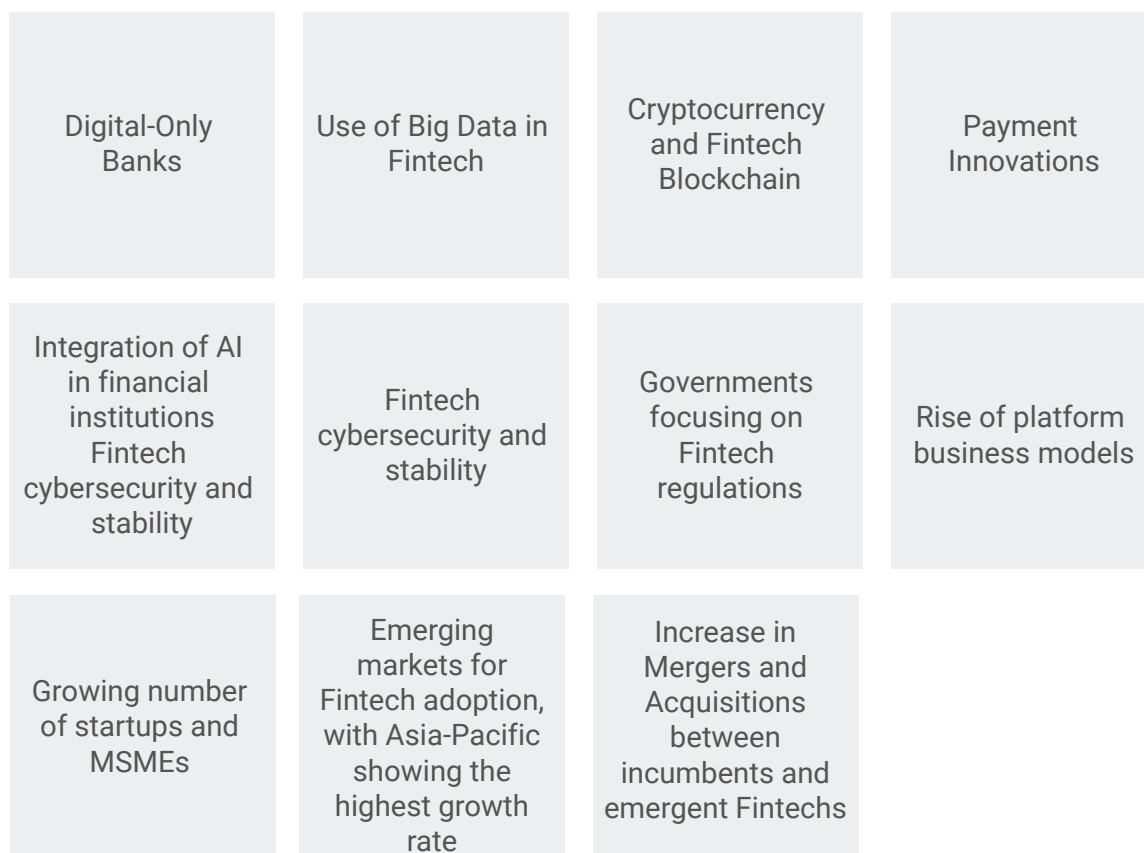 Digital-Only
Banks
Use of Big Data in
Fintech
Cryptocurrency
and Fintech
Blockchain
Payment
Innovations
Integration of AI
in financial
institutions
Fintech
cybersecurity and
stability
Fintech
cybersecurity and
stability
Governments
focusing on
Fintech
regulations
Rise of platform
business models
Growing number
of startups and
MSMEs
Emerging
markets for
Fintech adoption,
with Asia-Pacific
showing the
highest growth
rate
Increase in
Mergers and
Acquisitions
between
incumbents and
emergent Fintechs